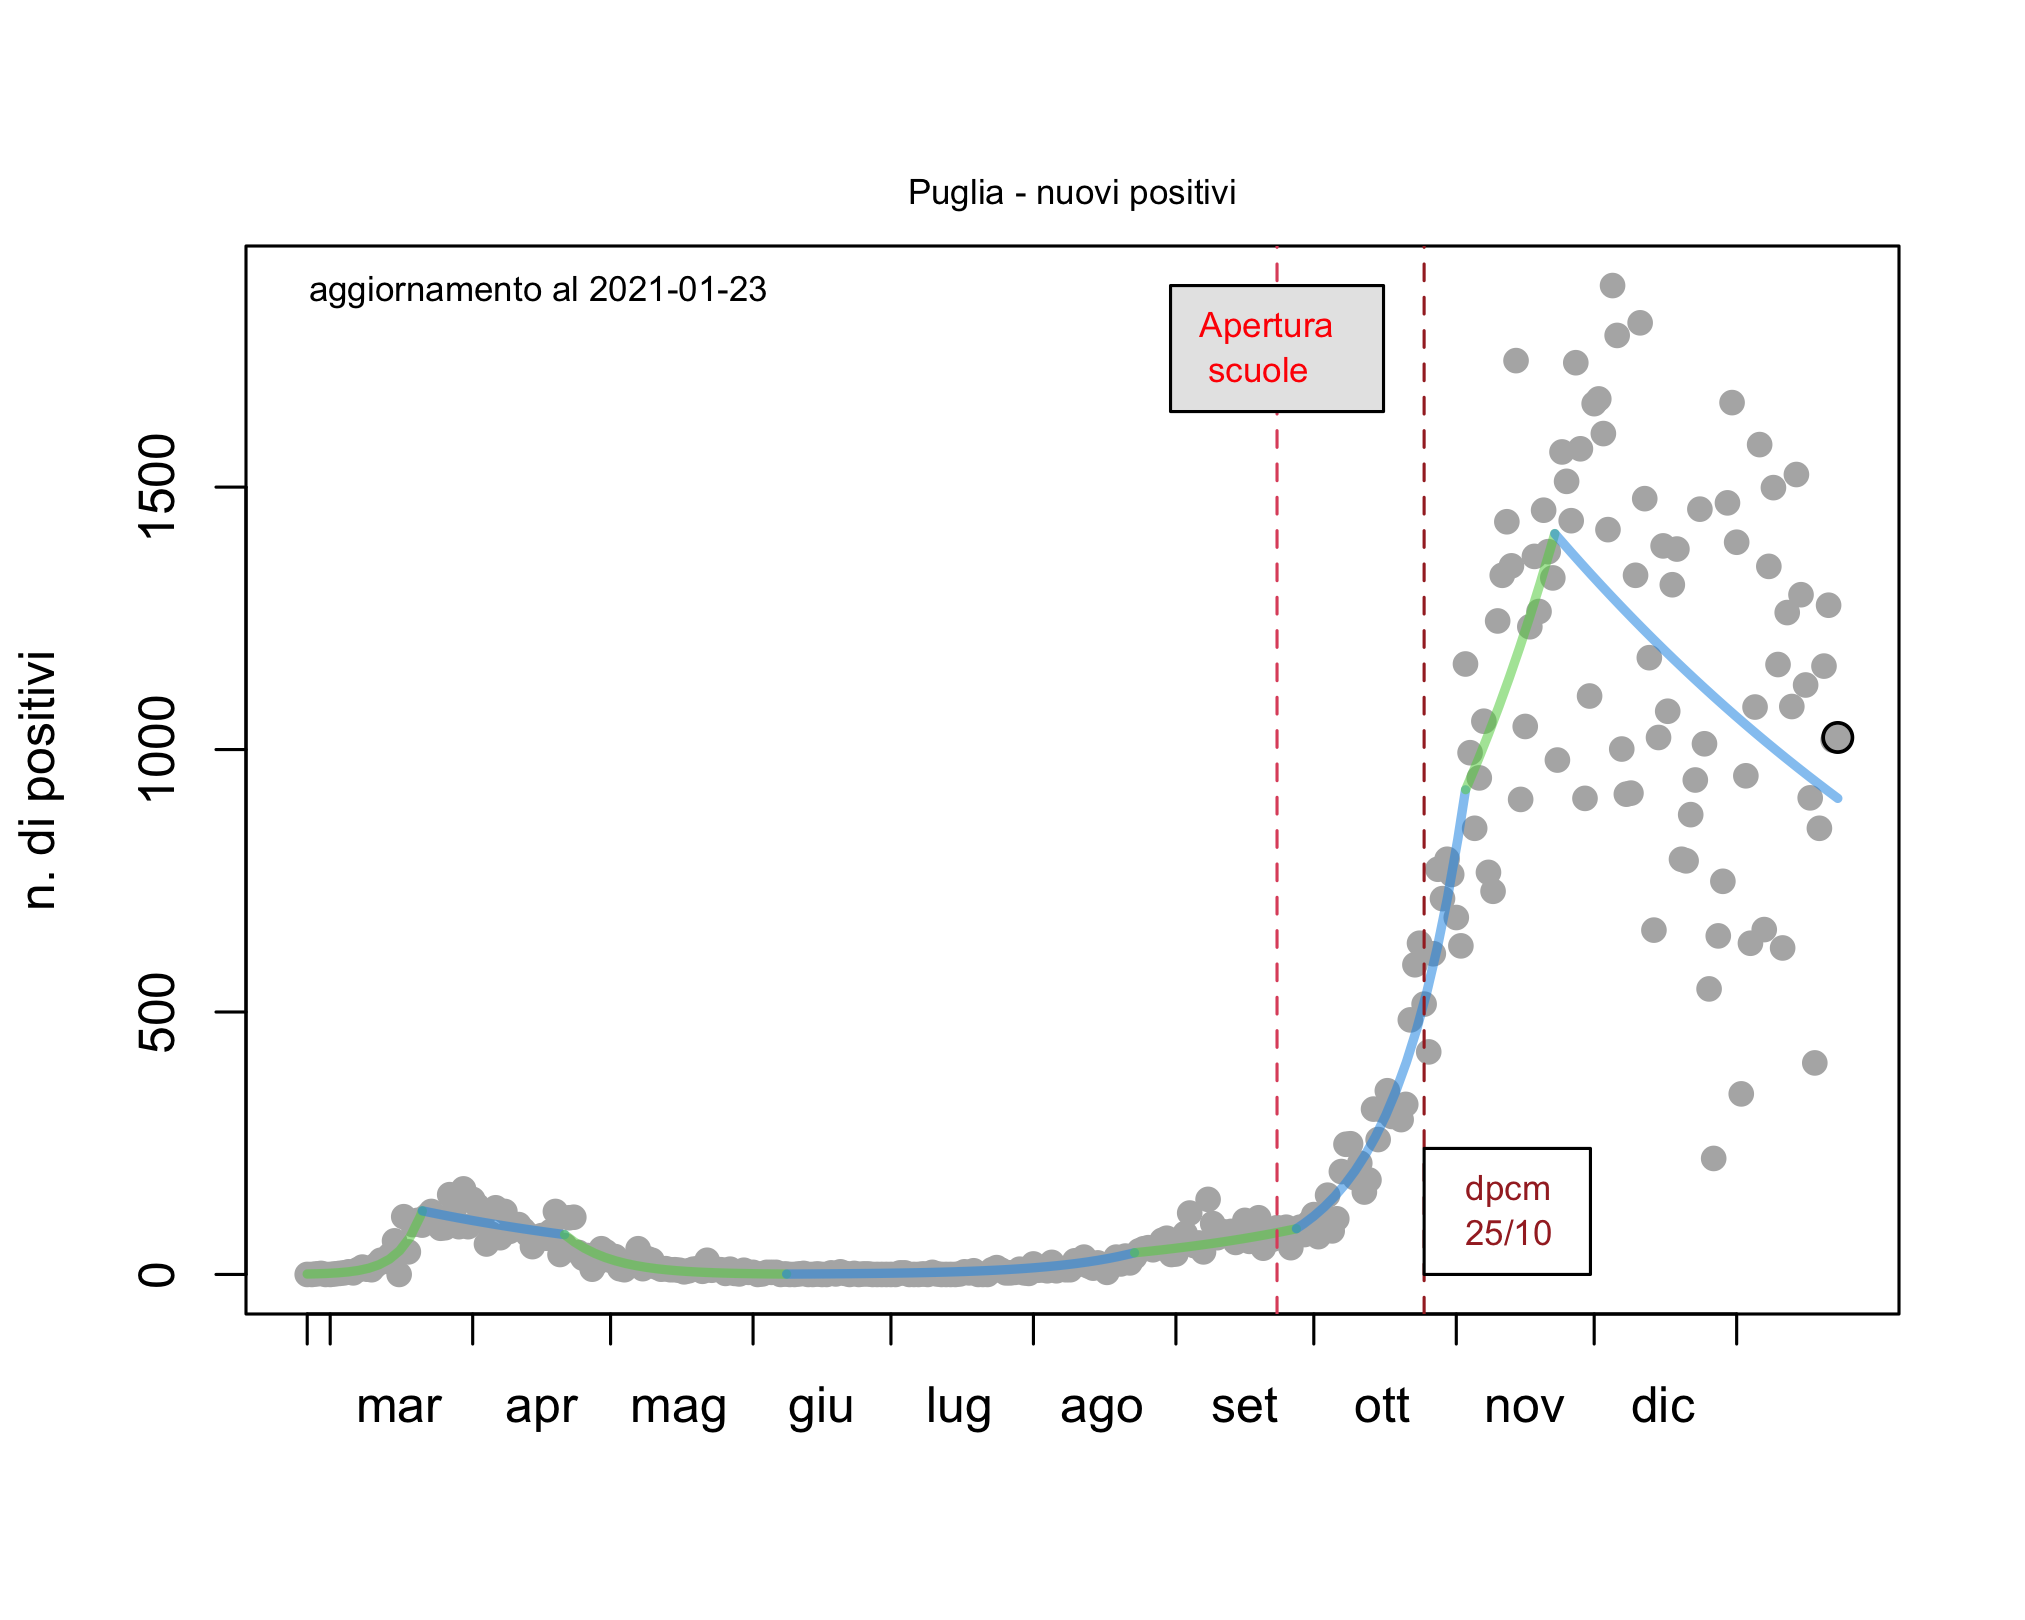 Puglia - nuovi positivi
aggiornamento al 2021-01-23
Apertura
scuole
n. di positivi
1500
1000
500
0
dpcm
25/10
mar apr mag giu lug ago set ott nov dic